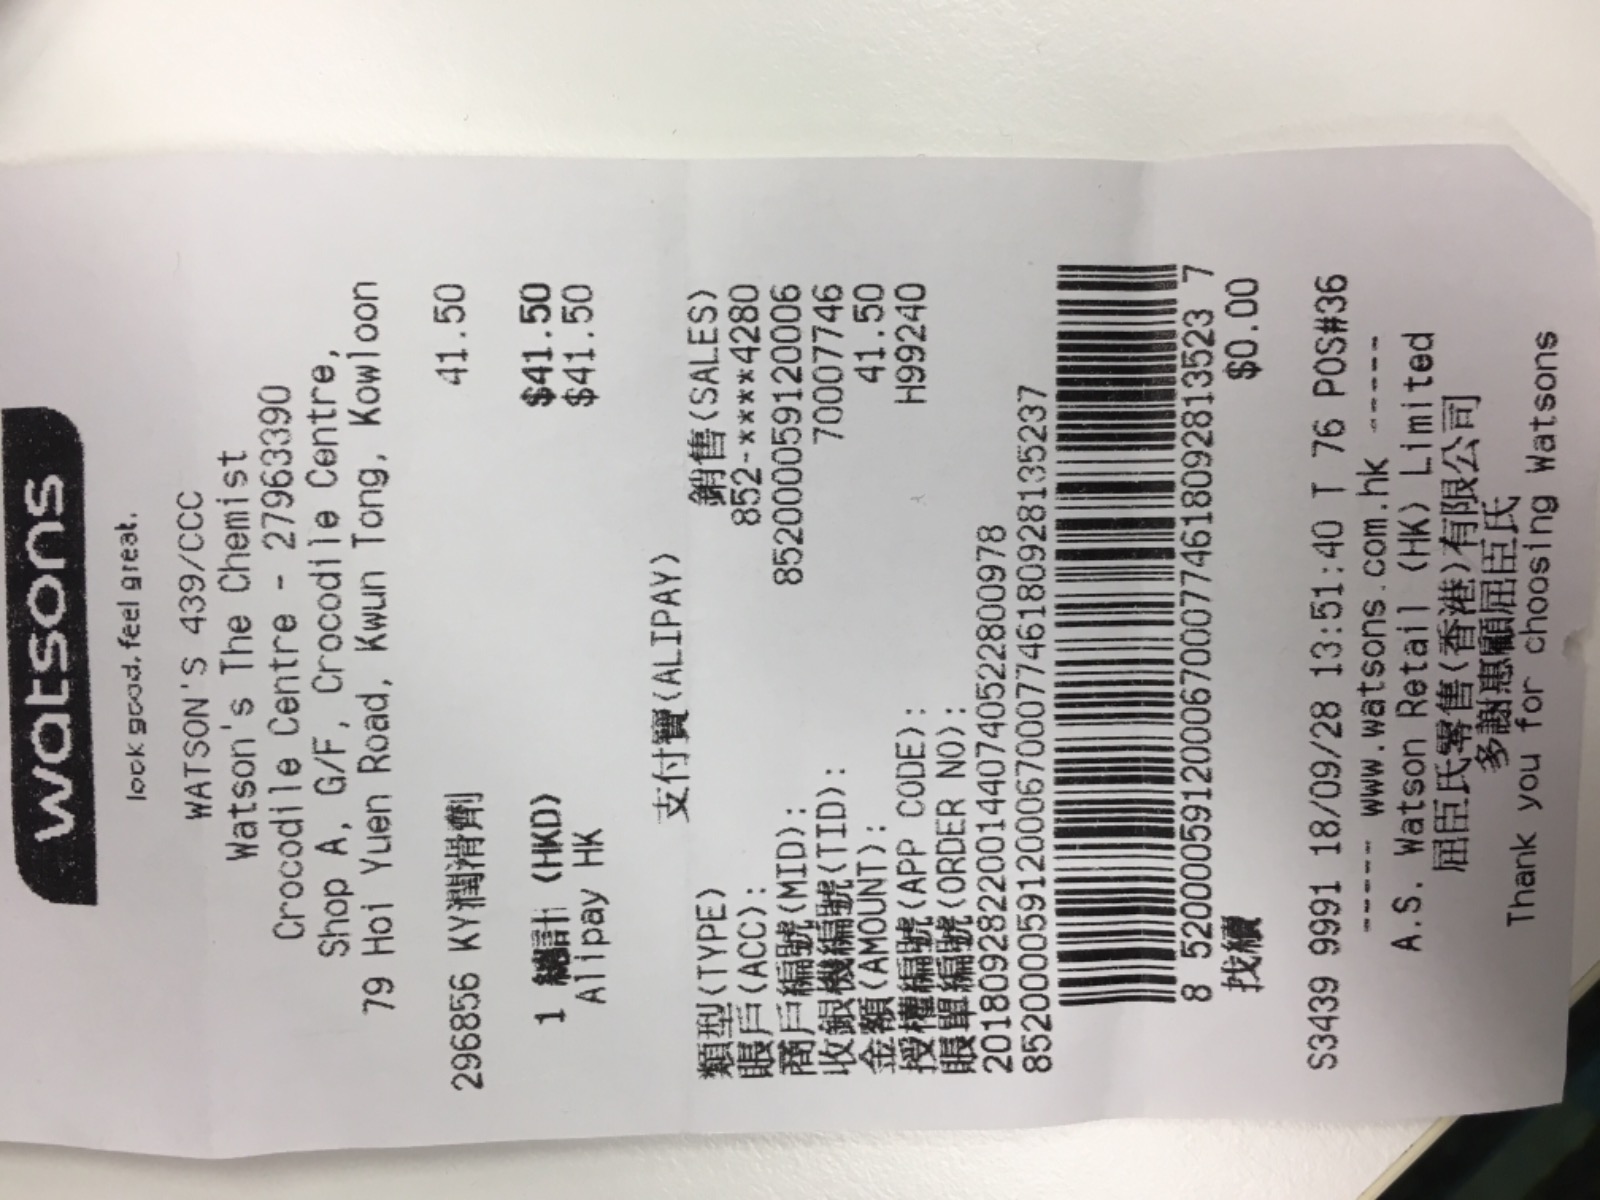 watsons
look good, feel great.
WATSON'S 439/CCC
Watson's The Chemist
Crocodile Centre - 27963390
Shop A, G/F, Crocodile Centre,
79 Hoi Yuen Road, Kwun Tong, Kowloon
296856 KY潤滑劑 41.50
1 總計 (HKD) $41.50
Alipay HK $41.50
支付寶(ALIPAY)
類型(TYPE) 銷售(SALES)
賬戶(ACC): 852-****4280
商戶編號(MID): 852000059120006
收銀機編號(TID): 70007746
金額(AMOUNT): 41.50
授權編號(APP CODE): H99240
賬單編號(ORDER NO):
2018092822001440740522800978
85200005912000670007746180928135237
8 520000591200067000774618092813523 7
找續 $0.00
S3439 9991 18/09/28 13:51:40 T 76 POS#36
----- www.watsons.com.hk -----
A.S. Watson Retail (HK) Limited
屈臣氏零售(香港)有限公司
多謝惠顧屈臣氏
Thank you for choosing Watsons